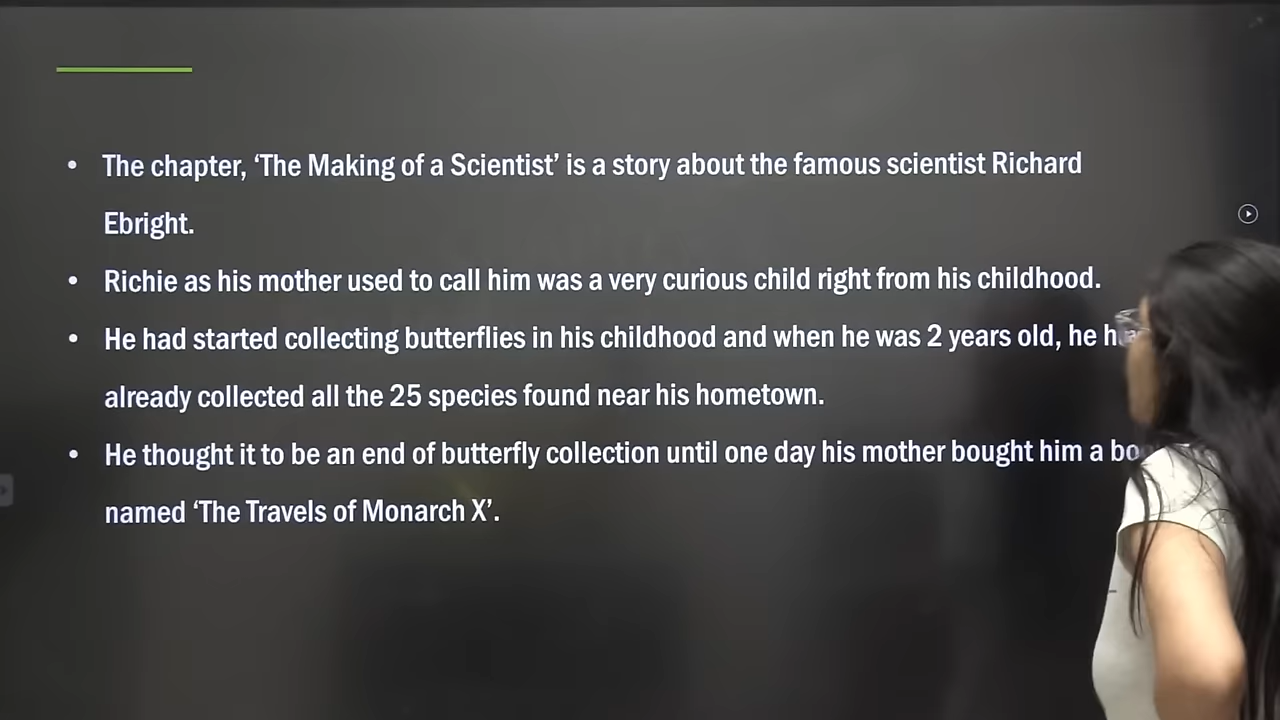 • The chapter, ‘The Making of a Scientist’ is a story about the famous scientist Richard
Ebright.
• Richie as his mother used to call him was a very curious child right from his childhood.
• He had started collecting butterflies in his childhood and when he was 2 years old, he
already collected all the 25 species found near his hometown.
• He thought it to be an end of butterfly collection until one day his mother bought him a
named ‘The Travels of Monarch X’.